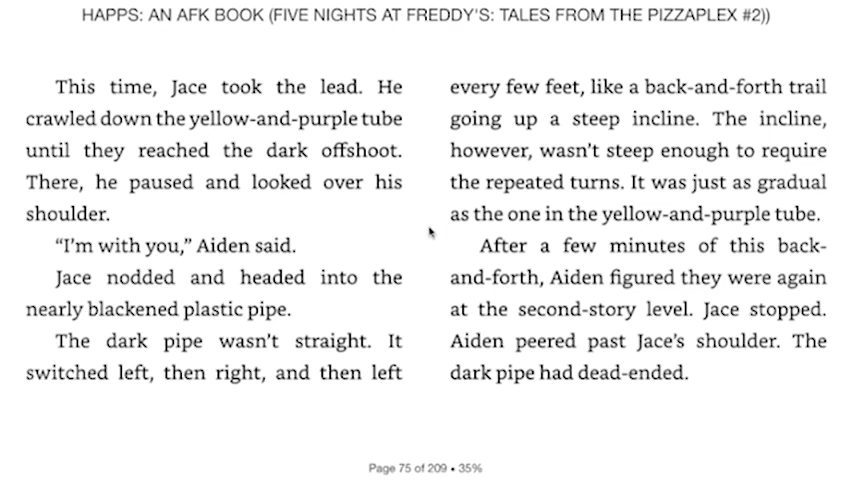 HAPPS: AN AFK BOOK (FIVE NIGHTS AT FREDDY'S: TALES FROM THE PIZZAPLEX #2))
This time, Jace took the lead. He
crawled down the yellow-and-purple tube
until they reached the dark offshoot.
There, he paused and looked over his
shoulder.
“I’m with you,” Aiden said.
Jace nodded and headed into the
nearly blackened plastic pipe.
The dark pipe wasn’t straight. It
switched left, then right, and then left
every few feet, like a back-and-forth trail
going up a steep incline. The incline,
however, wasn’t steep enough to require
the repeated turns. It was just as gradual
as the one in the yellow-and-purple tube.
After a few minutes of this back-
and-forth, Aiden figured they were again
at the second-story level. Jace stopped.
Aiden peered past Jace’s shoulder. The
dark pipe had dead-ended.
Page 75 of 209 • 35%